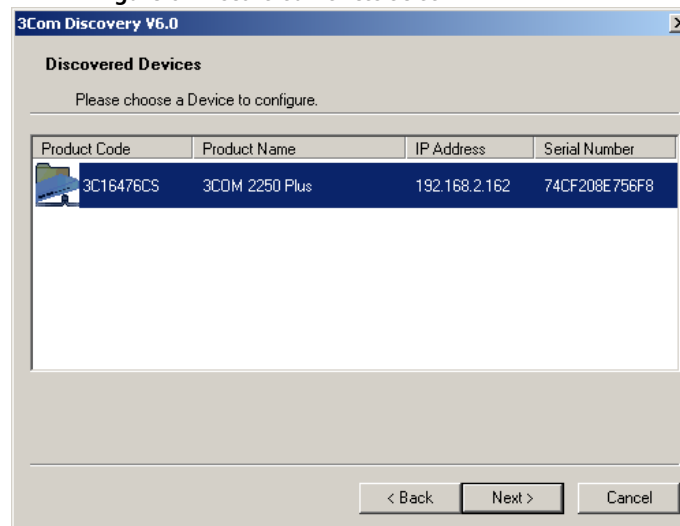 3Com Discovery V6.0
Discovered Devices
Please choose a Device to configure.
Product Code Product Name IP Address Serial Number
3C16476CS 3COM 2250 Plus 192.168.2.162 74CF208E756F8
< Back Next > Cancel